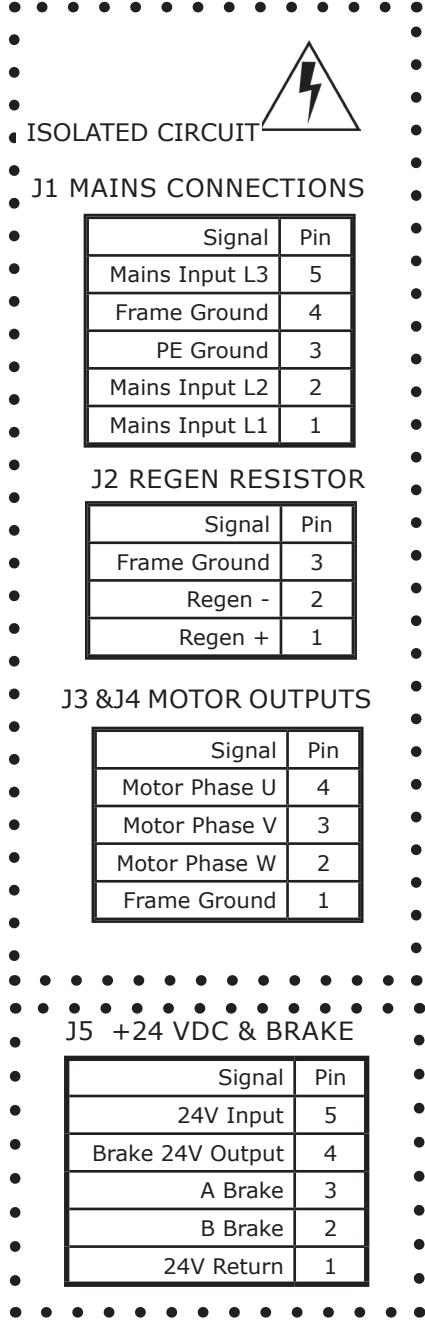 ISOLATED CIRCUIT
J1 MAINS CONNECTIONS
Signal Pin
Mains Input L3 5
Frame Ground 4
PE Ground 3
Mains Input L2 2
Mains Input L1 1
J2 REGEN RESISTOR
Signal Pin
Frame Ground 3
Regen - 2
Regen + 1
J3 &J4 MOTOR OUTPUTS
Signal Pin
Motor Phase U 4
Motor Phase V 3
Motor Phase W 2
Frame Ground 1
J5 +24 VDC & BRAKE
Signal Pin
24V Input 5
Brake 24V Output 4
A Brake 3
B Brake 2
24V Return 1